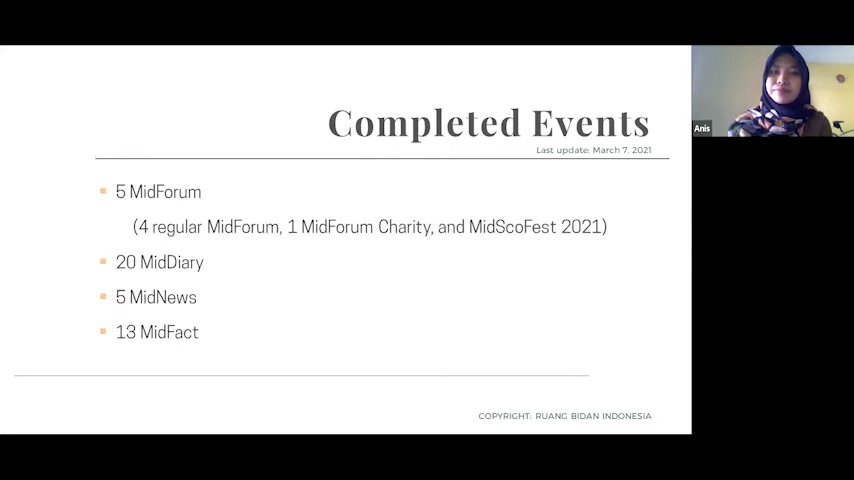 Completed Events
Last update: March 7, 2021
5 MidForum
(4 regular MidForum, 1 MidForum Charity, and MidScoFest 2021)
20 MidDiary
5 MidNews
13 MidFact
COPYRIGHT: RUANG BIDAN INDONESIA
Anis